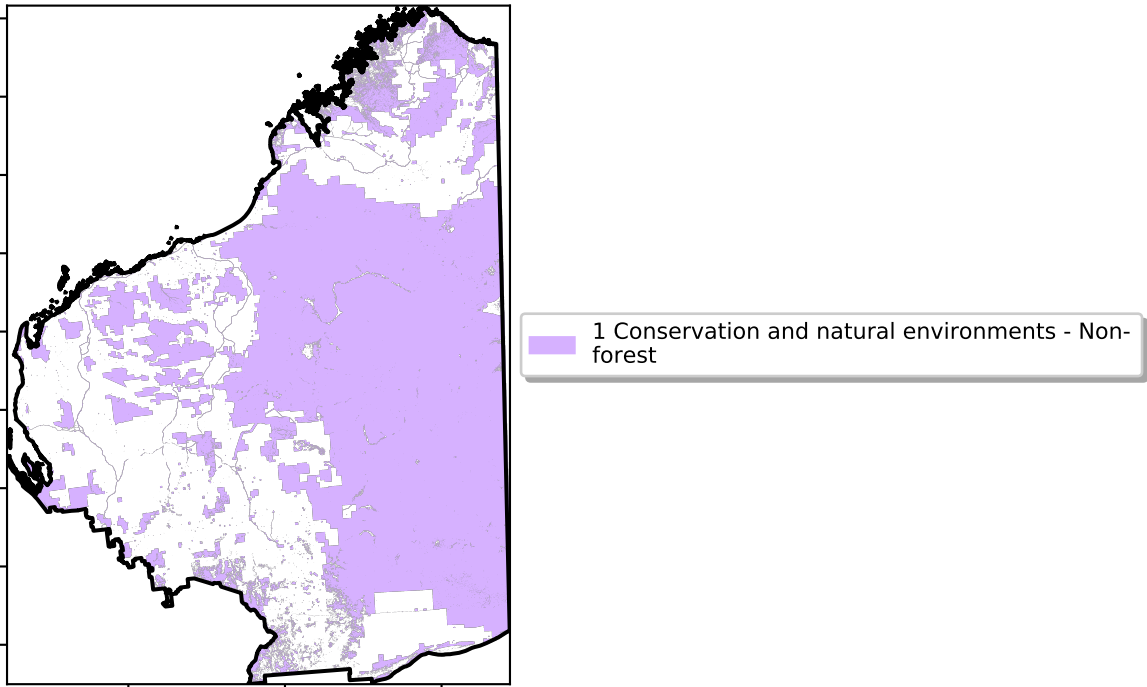 1 Conservation and natural environments - Non-
forest